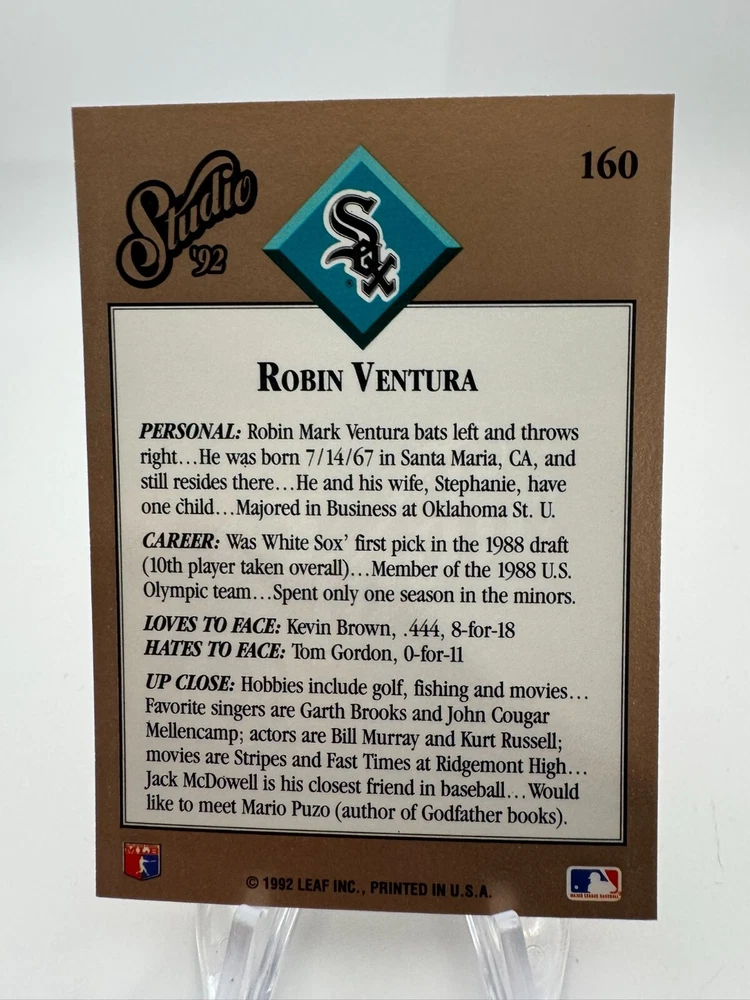 Studio
'92
160
Sox
ROBIN VENTURA
PERSONAL: Robin Mark Ventura bats left and throws
right...He was born 7/14/67 in Santa Maria, CA, and
still resides there...He and his wife, Stephanie, have
one child...Majored in Business at Oklahoma St. U.
CAREER: Was White Sox' first pick in the 1988 draft
(10th player taken overall)...Member of the 1988 U.S.
Olympic team...Spent only one season in the minors.
LOVES TO FACE: Kevin Brown, .444, 8-for-18
HATES TO FACE: Tom Gordon, 0-for-11
UP CLOSE: Hobbies include golf, fishing and movies...
Favorite singers are Garth Brooks and John Cougar
Mellencamp; actors are Bill Murray and Kurt Russell;
movies are Stripes and Fast Times at Ridgemont High...
Jack McDowell is his closest friend in baseball...Would
like to meet Mario Puzo (author of Godfather books).
MLB
© 1992 LEAF INC., PRINTED IN U.S.A.
MAJOR LEAGUE BASEBALL